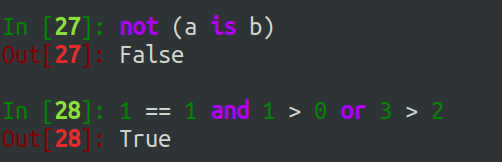 In [27]: not (a is b)
Out[27]: False
In [28]: 1 == 1 and 1 > 0 or 3 > 2
Out[28]: True